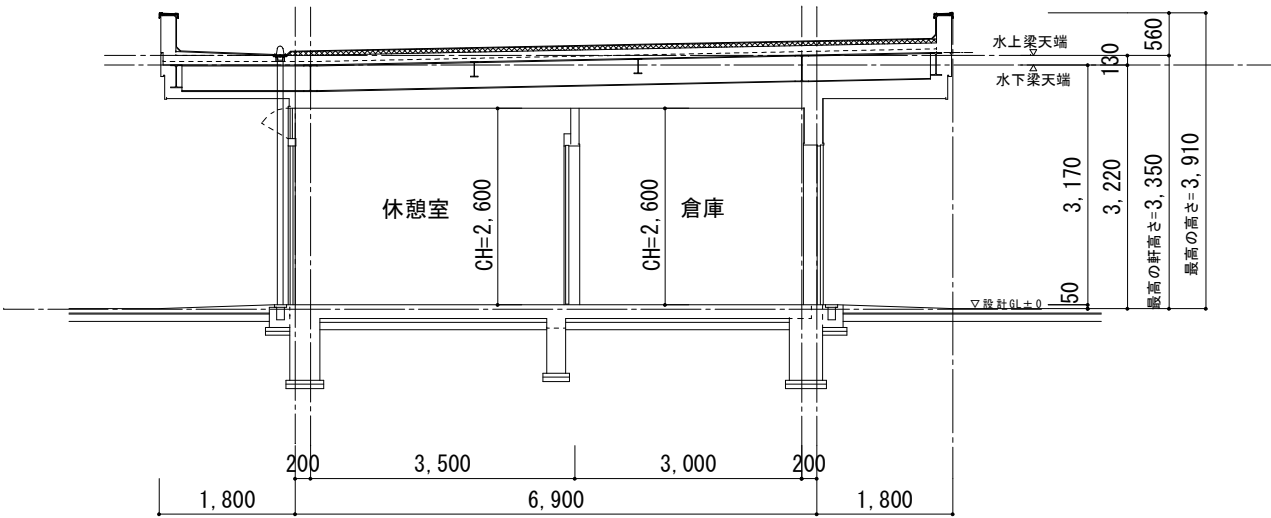 水上梁天端
水下梁天端
560
130
3,170
3,220
最高の軒高さ=3,350
最高の高さ=3,910
休憩室
CH=2,600
CH=2,600
倉庫
▽設計GL±0
50
200
3,500
3,000
200
1,800
6,900
1,800